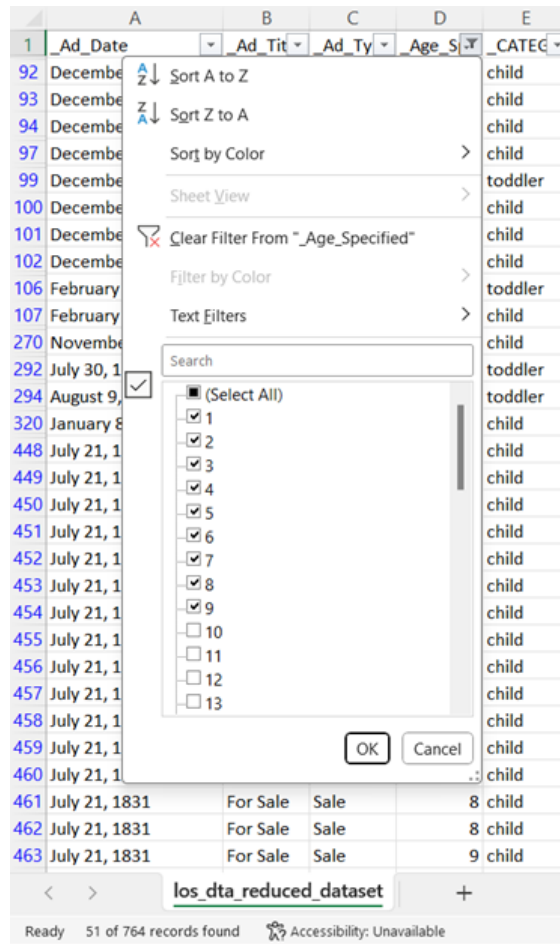 A B C D E
1 _Ad_Date _Ad_Tit _Ad_Ty _Age_S _CATEG
92 Decembe child
93 Decembe child
94 Decembe child
97 Decembe child
99 Decembe toddler
100 Decembe child
101 Decembe child
102 Decembe child
106 February toddler
107 February child
270 Novembe child
292 July 30, 1 toddler
294 August 9, toddler
320 January 8 child
448 July 21, 1 child
449 July 21, 1 child
450 July 21, 1 child
451 July 21, 1 child
452 July 21, 1 child
453 July 21, 1 child
454 July 21, 1 child
455 July 21, 1 child
456 July 21, 1 child
457 July 21, 1 child
458 July 21, 1 child
459 July 21, 1 child
460 July 21, 1 child
461 July 21, 1831 For Sale Sale 8 child
462 July 21, 1831 For Sale Sale 8 child
463 July 21, 1831 For Sale Sale 9 child
Sort A to Z
Sort Z to A
Sort by Color
Sheet View
Clear Filter From "_Age_Specified"
Filter by Color
Text Filters
Search
(Select All)
1
2
3
4
5
6
7
8
9
10
11
12
13
OK Cancel
los_dta_reduced_dataset
Ready 51 of 764 records found Accessibility: Unavailable